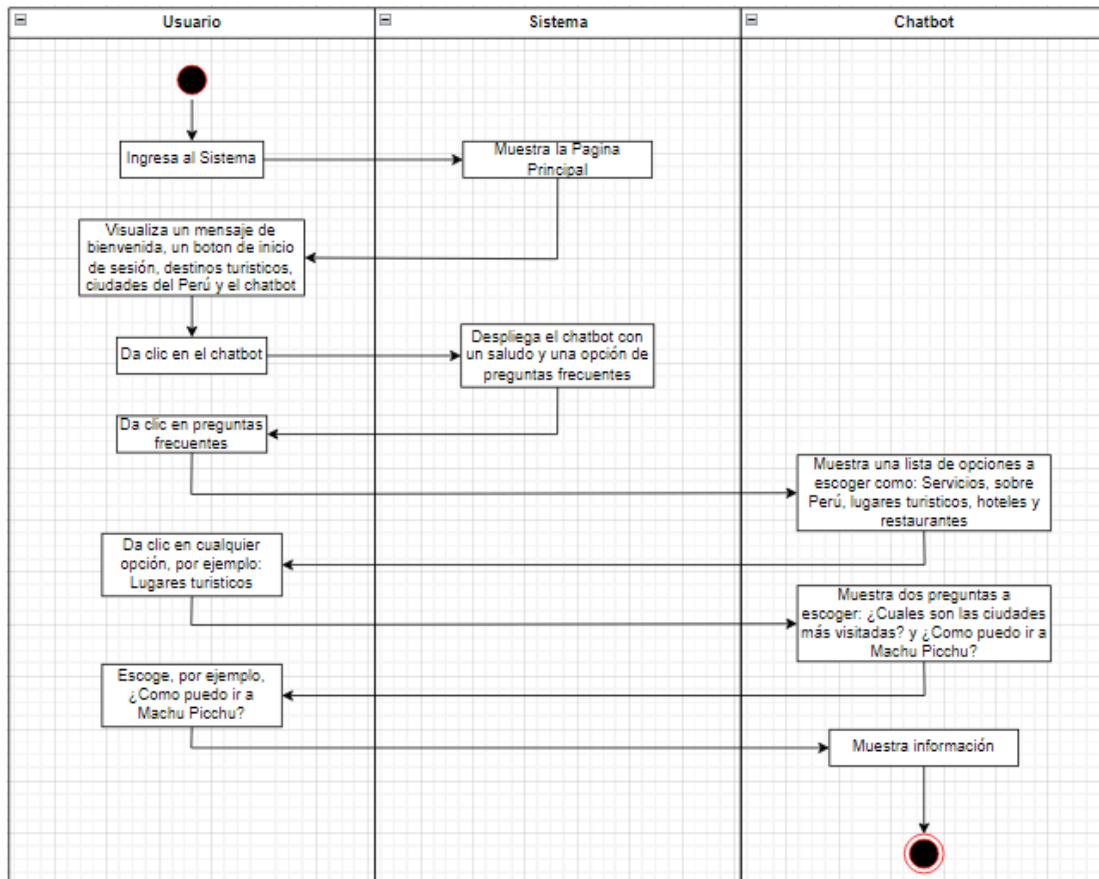 Usuario
Sistema
Chatbot
Ingresa al Sistema
Muestra la Pagina
Principal
Visualiza un mensaje de
bienvenida, un boton de inicio
de sesión, destinos turisticos,
ciudades del Perú y el chatbot
Da clic en el chatbot
Despliega el chatbot con
un saludo y una opción de
preguntas frecuentes
Da clic en preguntas
frecuentes
Muestra una lista de opciones a
escoger como: Servicios, sobre
Perú, lugares turisticos, hoteles y
restaurantes
Da clic en cualquier
opción, por ejemplo:
Lugares turisticos
Muestra dos preguntas a
escoger: ¿Cuales son las ciudades
más visitadas? y ¿Como puedo ir a
Machu Picchu?
Escoge, por ejemplo,
¿Como puedo ir a
Machu Picchu?
Muestra información